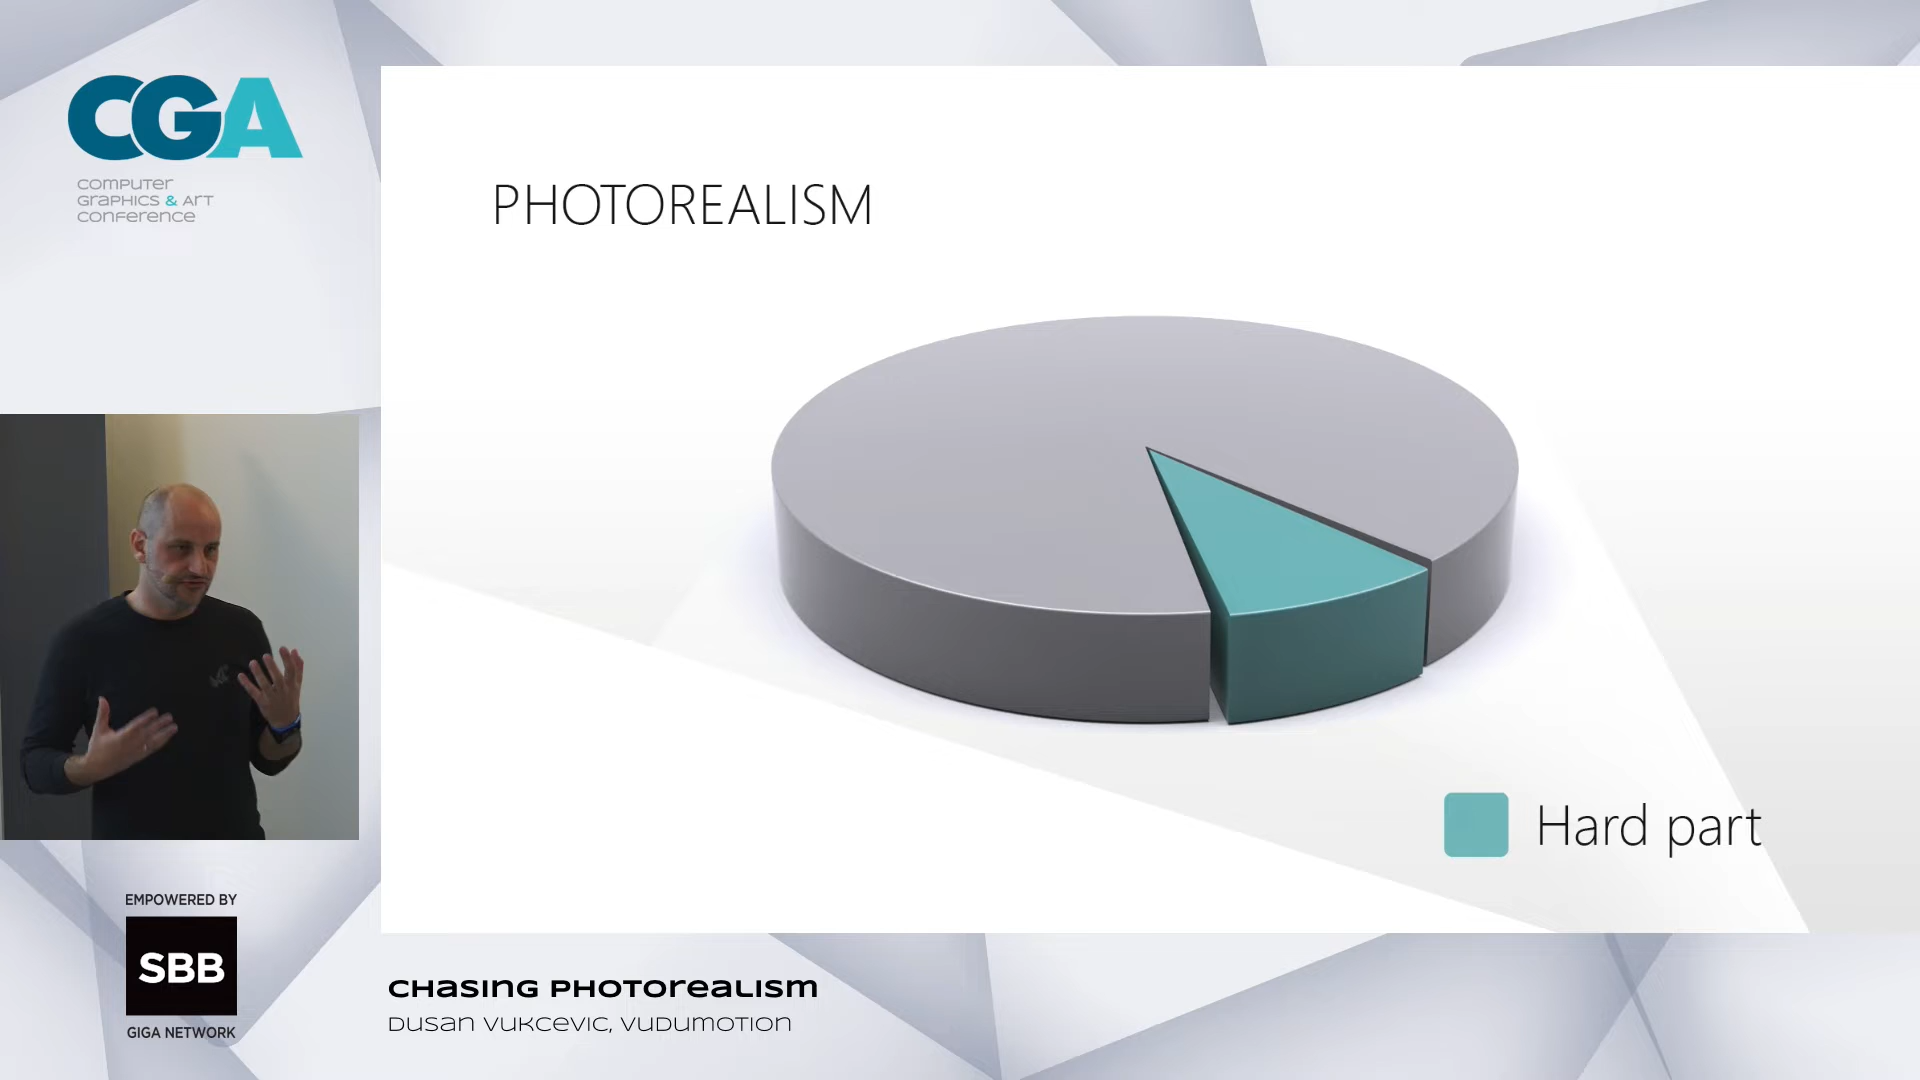 CGA
COMPUTER
GRAPHICS & ART
CONFERENCE
PHOTOREALISM
Hard part
EMPOWERED BY
SBB
GIGA NETWORK
CHASING PHOTOREALISM
DUSAN VUKCEVIC, VUDUMOTION